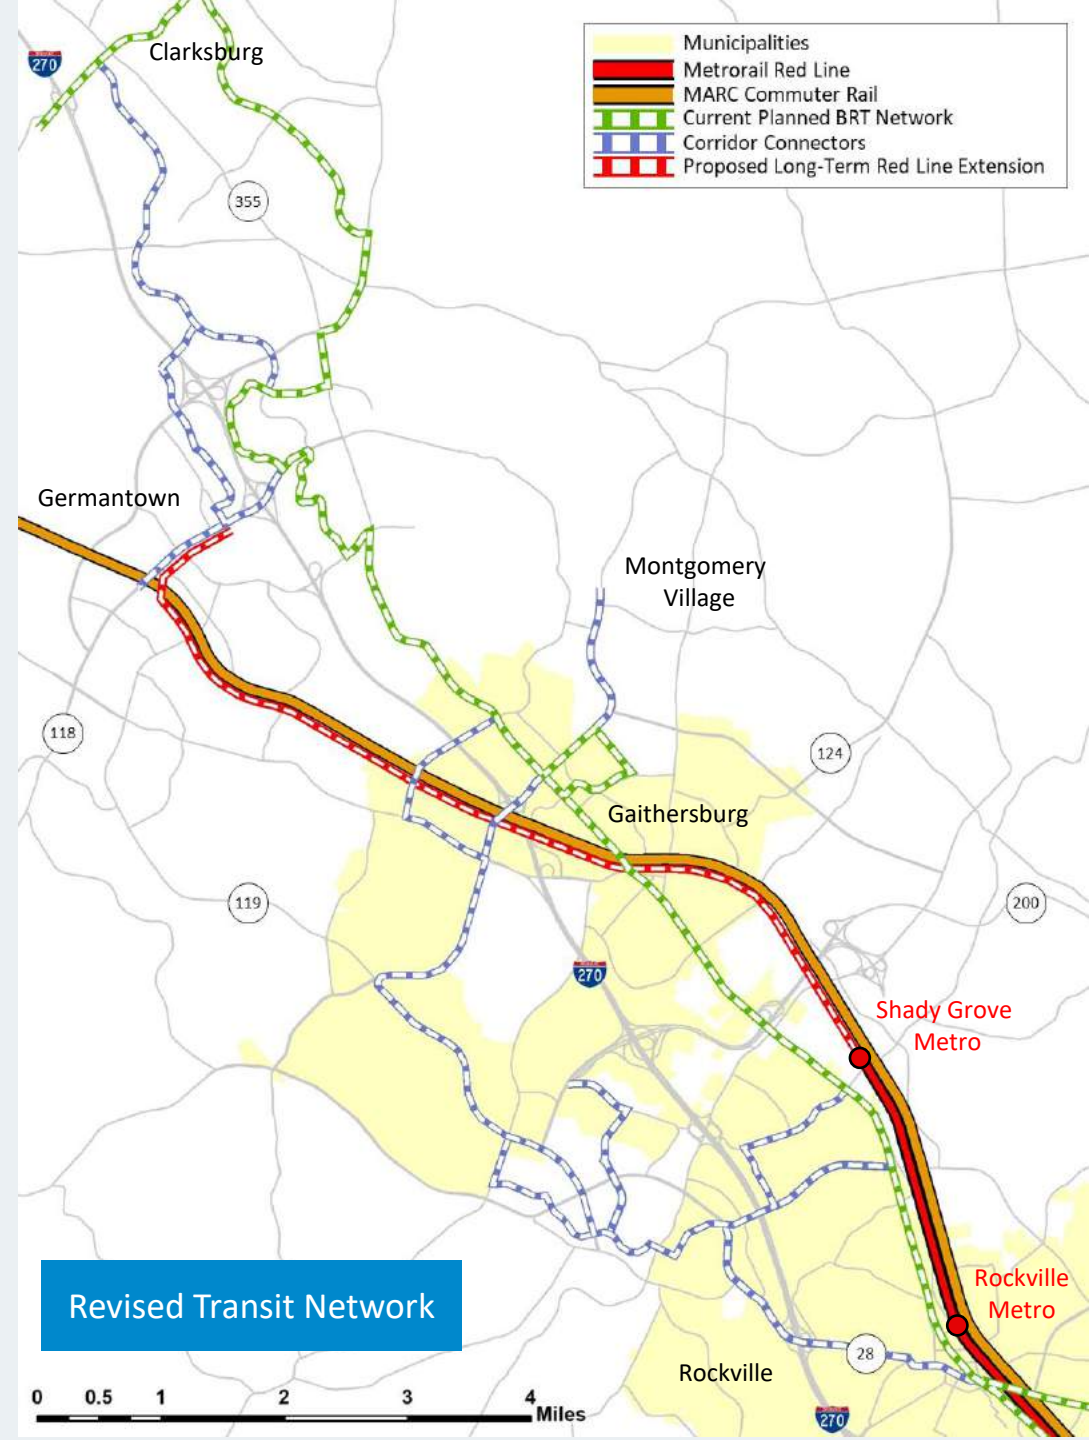 Clarksburg
270
Municipalities
Metrorail Red Line
MARC Commuter Rail
Current Planned BRT Network
Corridor Connectors
Proposed Long-Term Red Line Extension
355
Germantown
Montgomery
Village
118
124
Gaithersburg
119
200
270
Shady Grove
Metro
Rockville
Metro
Revised Transit Network
28
Rockville
0 0.5 1 2 3 4
Miles
270